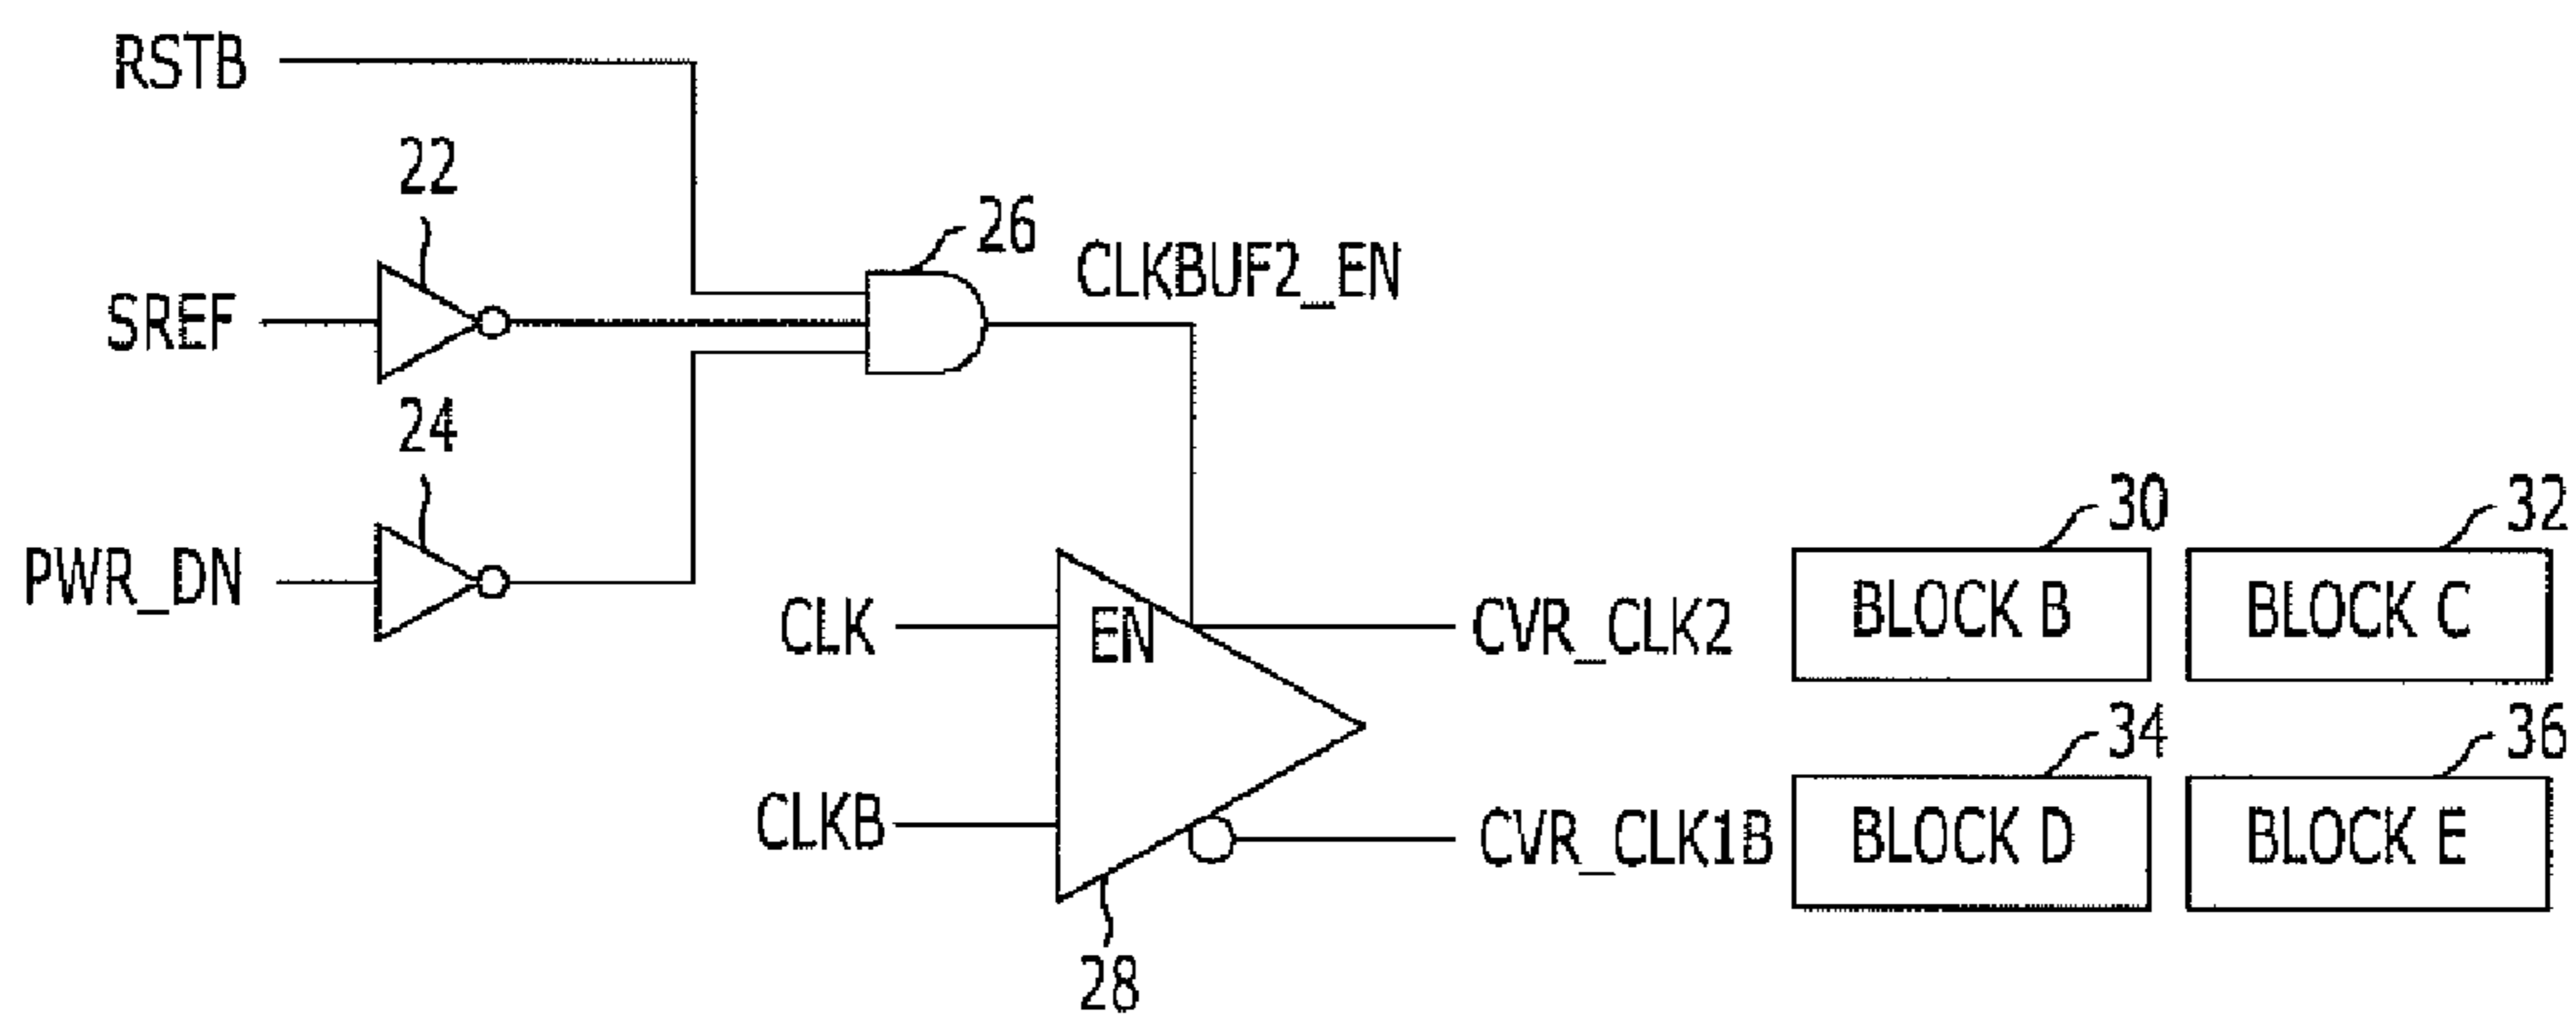 RSTB
22
26
CLKBUF2_EN
SREF
24
PWR_DN
30
32
CLK
EN
CVR_CLK2
BLOCK B
BLOCK C
34
36
CLKB
CVR_CLK1B
BLOCK D
BLOCK E
28